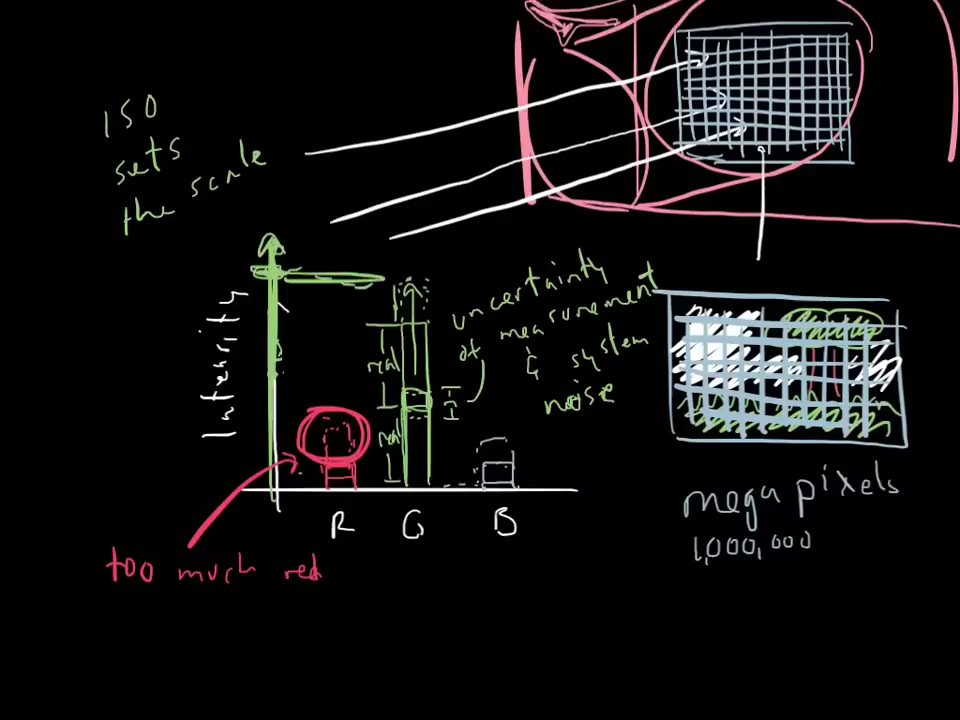 ISO
sets
the scale
Intensity
real
real
uncertainty
of measurement
& system
noise
R G B
too much red
mega pixels
1,000,000